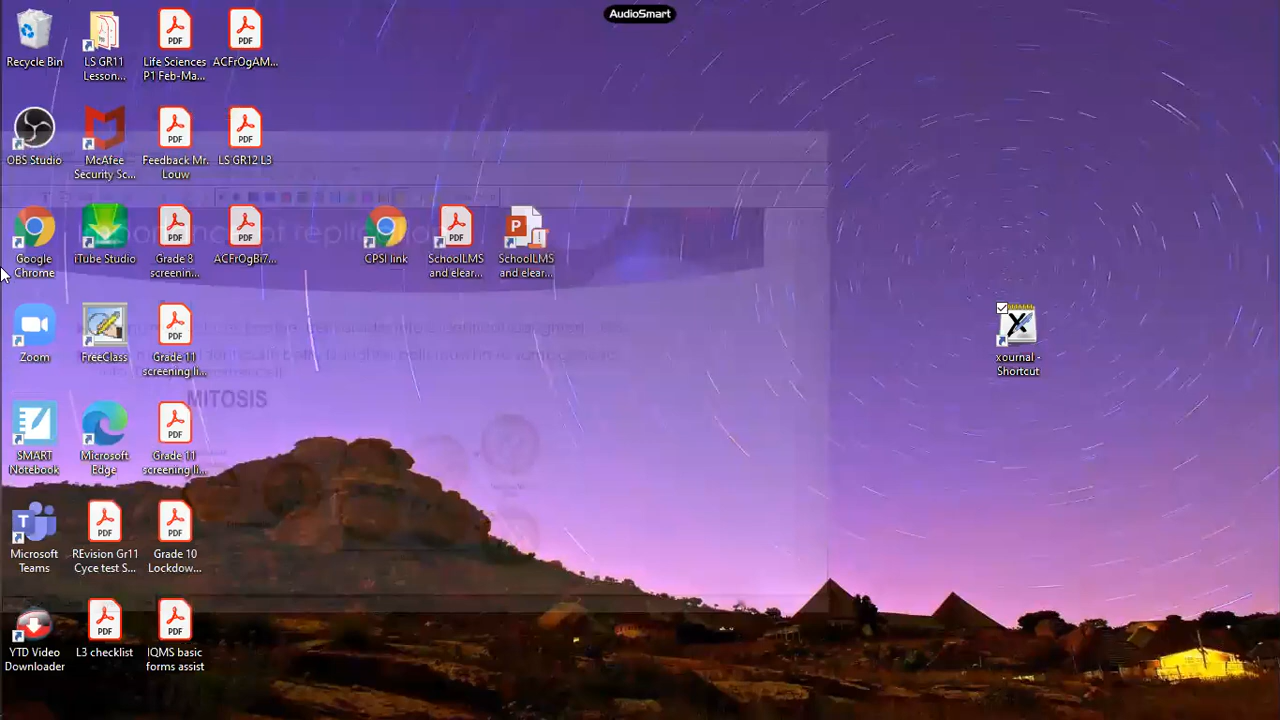 AudioSmart
Recycle Bin
LS GR11
Lesson...
Life Sciences
P1 Feb-Ma...
ACFrOgAM...
OBS Studio
McAfee
Security Sc...
Feedback Mr.
Louw
LS GR12 L3
Google
Chrome
iTube Studio
Grade 8
screenin...
ACFrOgBi7...
CPSI link
SchoolLMS
and elear...
SchoolLMS
and elear...
Importance of replication
Zoom
FreeClass
Grade 11
screening li...
xournal -
Shortcut
MITOSIS
SMART
Notebook
Microsoft
Edge
Grade 11
screening li...
Microsoft
Teams
REvision Gr11
Cyce test S...
Grade 10
Lockdow...
YTD Video
Downloader
L3 checklist
IQMS basic
forms assist